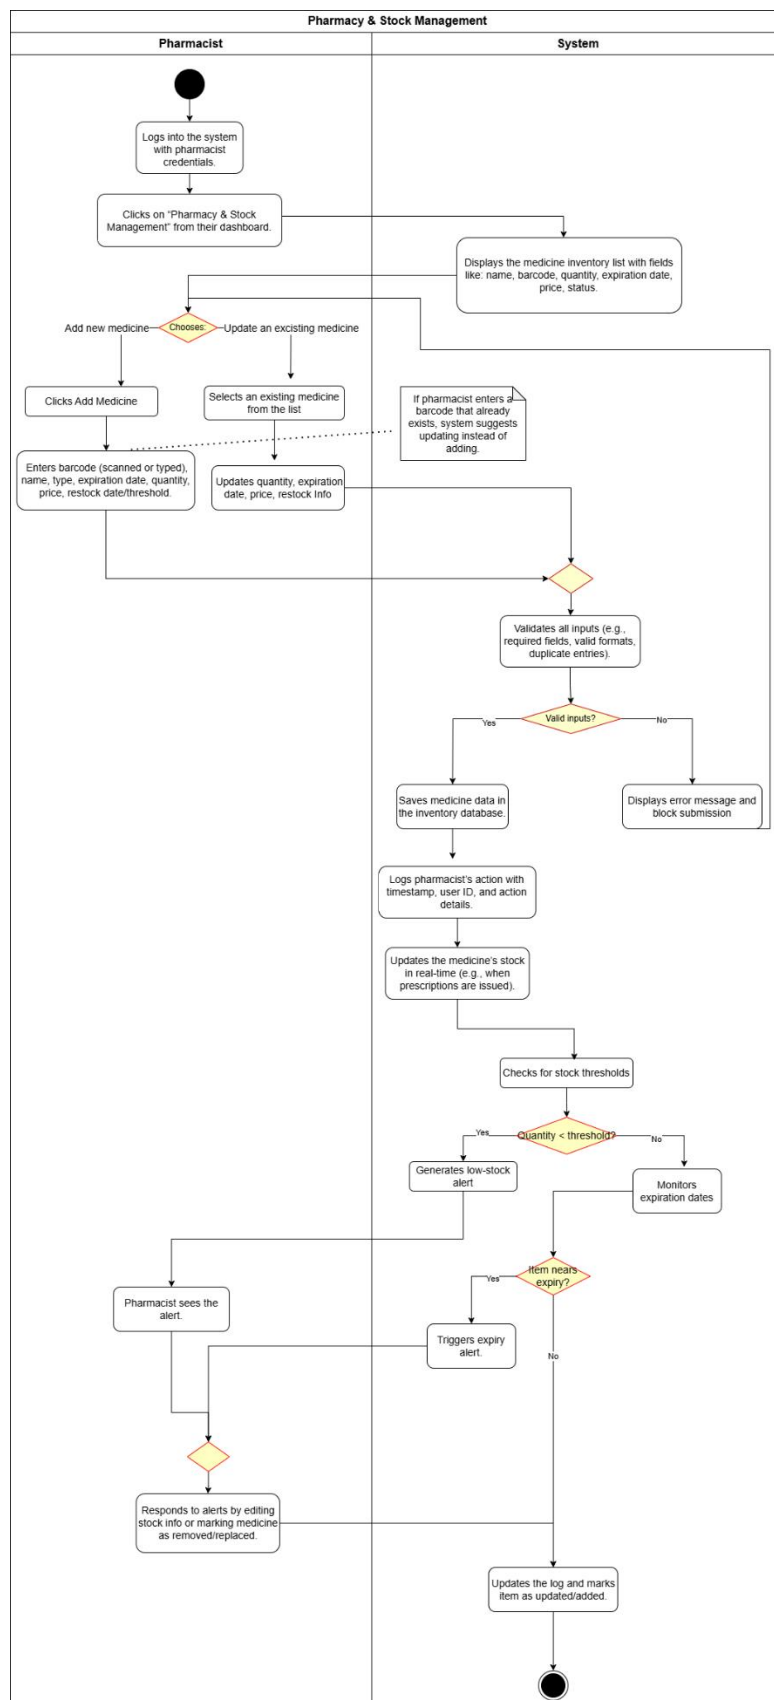 Pharmacy & Stock Management
Pharmacist
System
Logs into the system
with pharmacist
credentials.
Clicks on "Pharmacy & Stock
Management" from their dashboard.
Displays the medicine inventory list with fields
like: name, barcode, quantity, expiration date,
price, status.
Add new medicine
Chooses:
Update an excisting medicine
Clicks Add Medicine
Selects an existing medicine
from the list
If pharmacist enters a
barcode that already
exists, system suggests
updating instead of
adding.
Enters barcode (scanned or typed),
name, type, expiration date, quantity,
price, restock date/threshold.
Updates quantity, expiration
date, price, restock Info
Validates all inputs (e.g.,
required fields, valid formats,
duplicate entries).
Yes
Valid inputs?
No
Saves medicine data in
the inventory database.
Displays error message and
block submission
Logs pharmacist's action with
timestamp, user ID, and action
details.
Updates the medicine's stock
in real-time (e.g., when
prescriptions are issued).
Checks for stock thresholds
Yes
Quantity < threshold?
No
Generates low-stock
alert
Monitors
expiration dates
Yes
Item nears
expiry?
Pharmacist sees the
alert.
Triggers expiry
alert.
No
Responds to alerts by editing
stock info or marking medicine
as removed/replaced.
Updates the log and marks
item as updated/added.